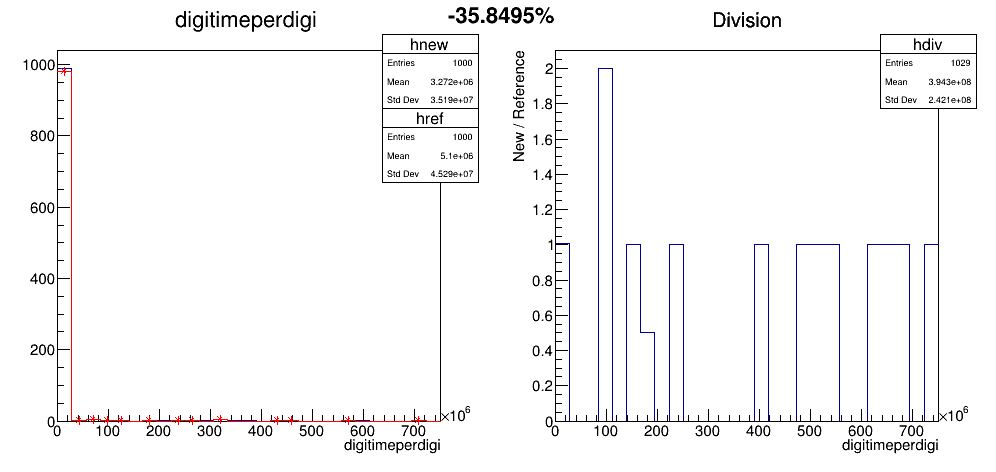 -35.8495%
digitimeperdigi
hnew
Entries 1000
Mean 3.272e+06
Std Dev 3.519e+07
href
Entries 1000
Mean 5.1e+06
Std Dev 4.529e+07
1000
800
600
400
200
0
0 100 200 300 400 500 600 700
×10⁶
digitimeperdigi
Division
hdiv
Entries 1029
Mean 3.943e+08
Std Dev 2.421e+08
New / Reference
2
1.8
1.6
1.4
1.2
1
0.8
0.6
0.4
0.2
0
0 100 200 300 400 500 600 700
×10⁶
digitimeperdigi